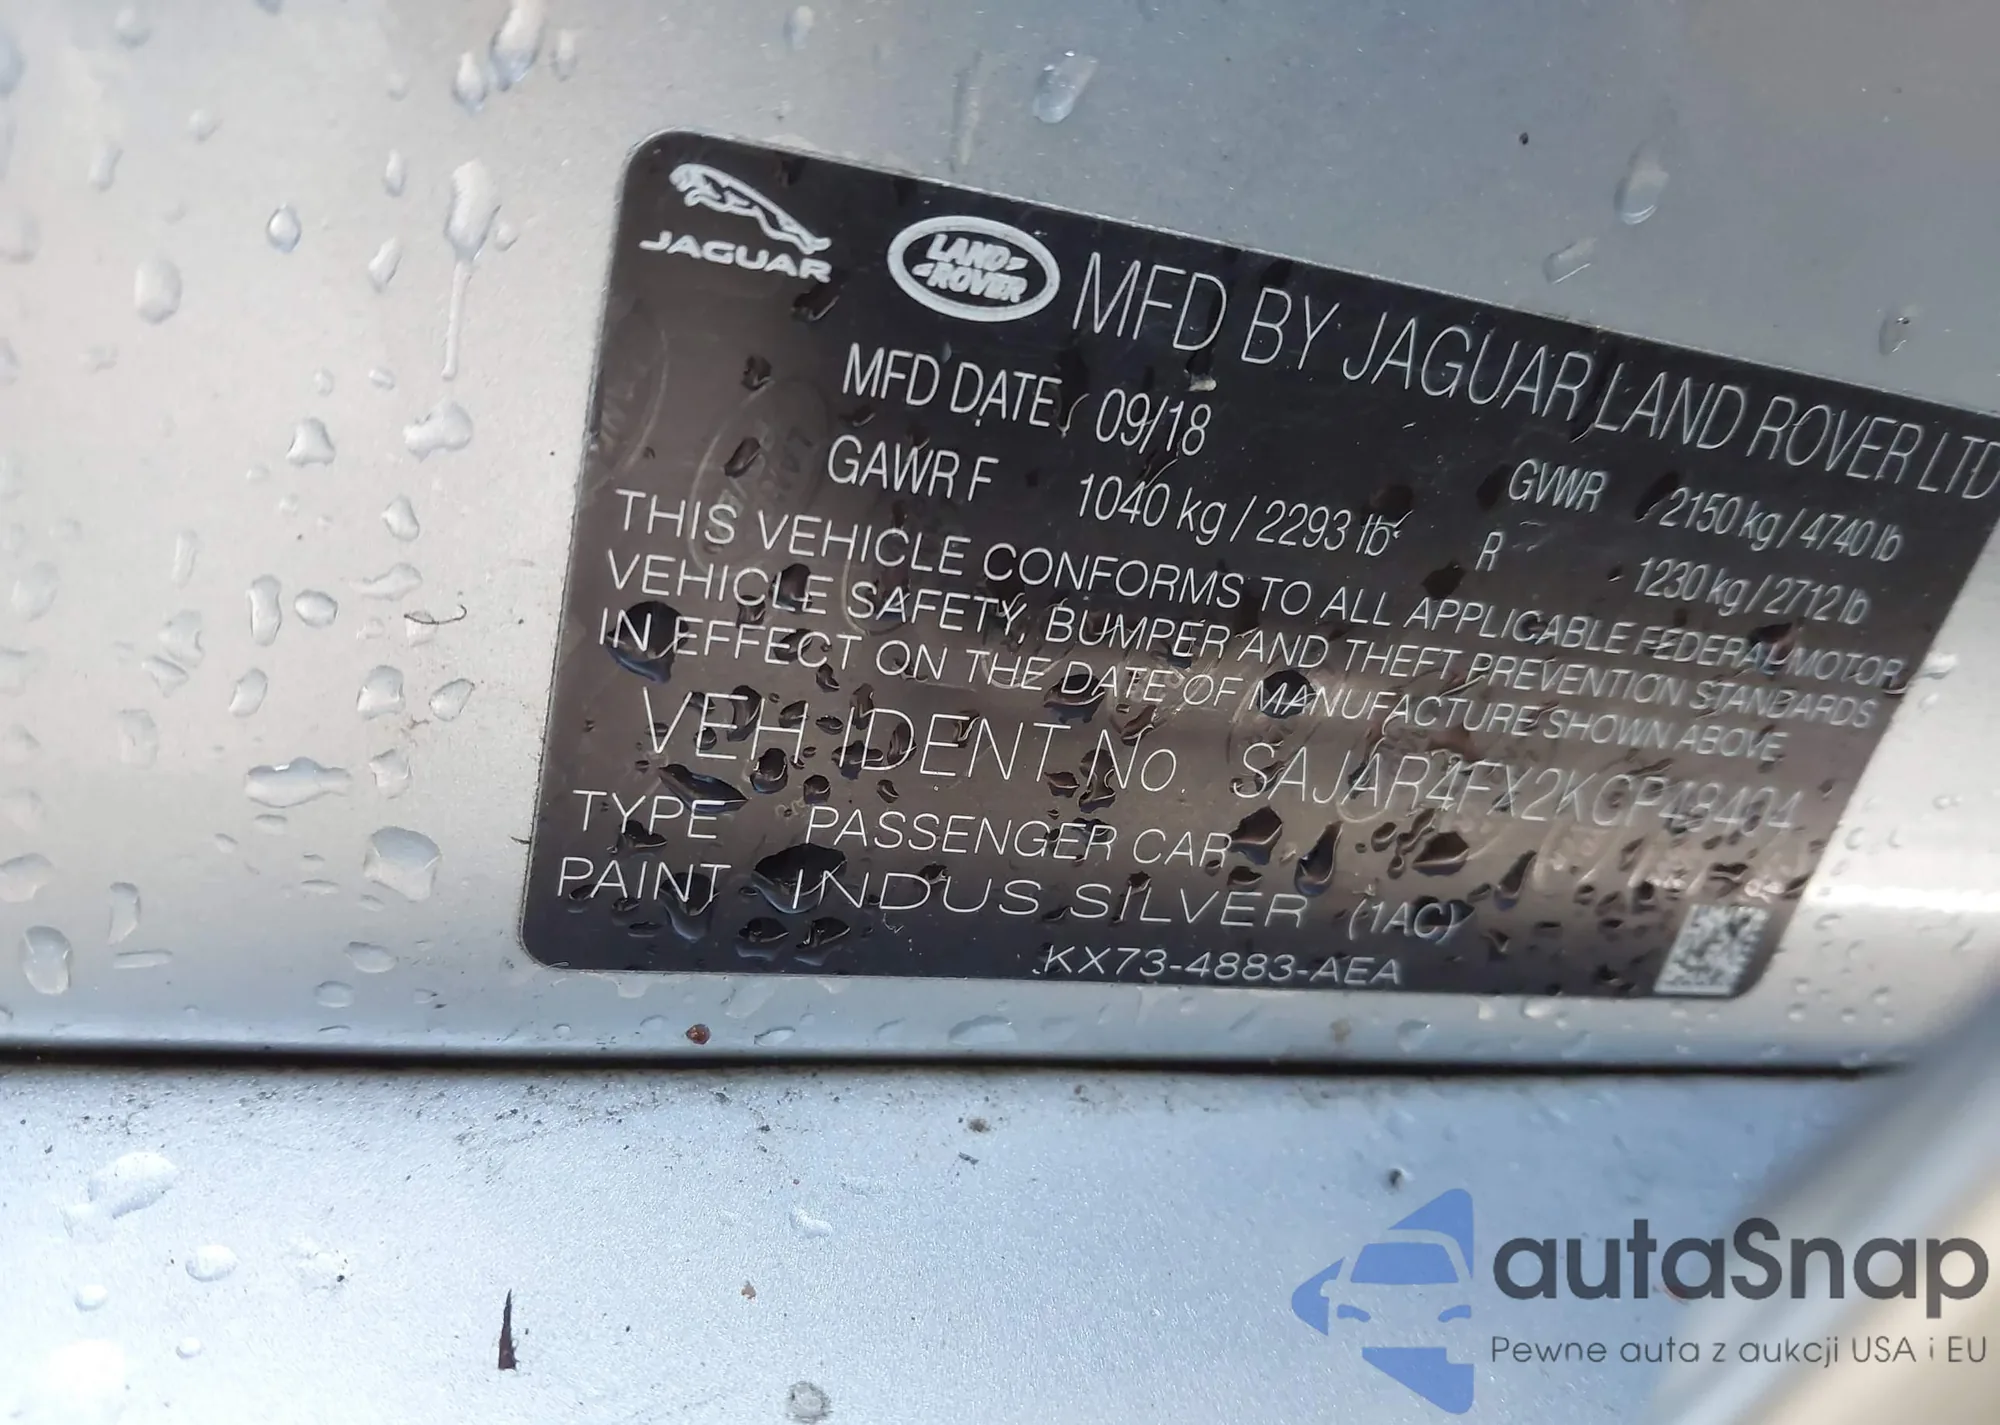 JAGUAR
LAND ROVER
MFD BY JAGUAR LAND ROVER LTD
MFD DATE 09/18
GVWR 2150 kg / 4740 lb
GAWR F 1040 kg / 2293 lb R 1230 kg / 2712 lb
THIS VEHICLE CONFORMS TO ALL APPLICABLE FEDERAL MOTOR
VEHICLE SAFETY, BUMPER AND THEFT PREVENTION STANDARDS
IN EFFECT ON THE DATE OF MANUFACTURE SHOWN ABOVE
VEH IDENT No. SAJAR4FX2KCP48404
TYPE PASSENGER CAR
PAINT INDUS SILVER (1AC)
KX73-4883-AEA
autaSnap
Pewne auta z aukcji USA i EU